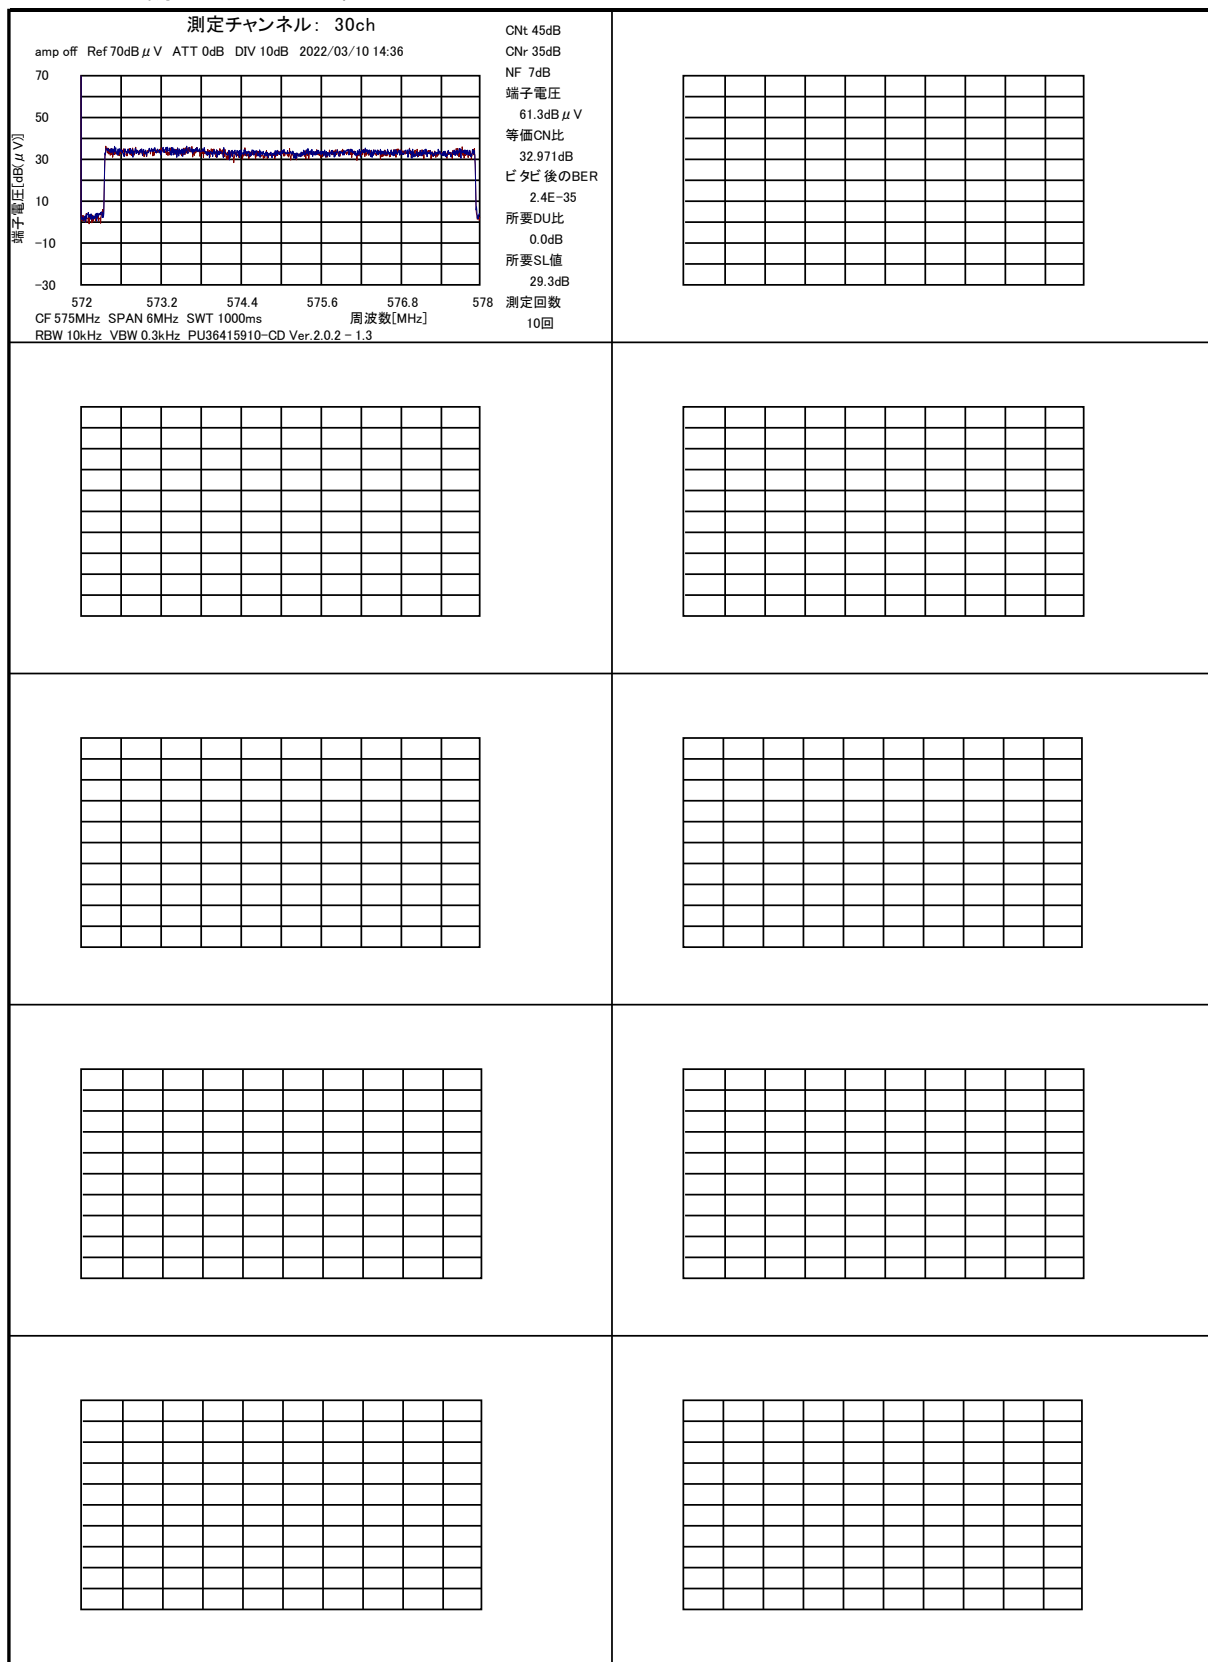 測定チャンネル: 30ch
amp off Ref 70dBμV ATT 0dB DIV 10dB 2022/03/10 14:36
70
50
30
10
-10
-30
端子電圧[dB(μV)]
572 573.2 574.4 575.6 576.8 578
CF 575MHz SPAN 6MHz SWT 1000ms 周波数[MHz]
RBW 10kHz VBW 0.3kHz PU36415910-CD Ver.2.0.2 - 1.3
CNt 45dB
CNr 35dB
NF 7dB
端子電圧
61.3dBμV
等価CN比
32.971dB
ビタビ後のBER
2.4E-35
所要DU比
0.0dB
所要SL値
29.3dB
測定回数
10回